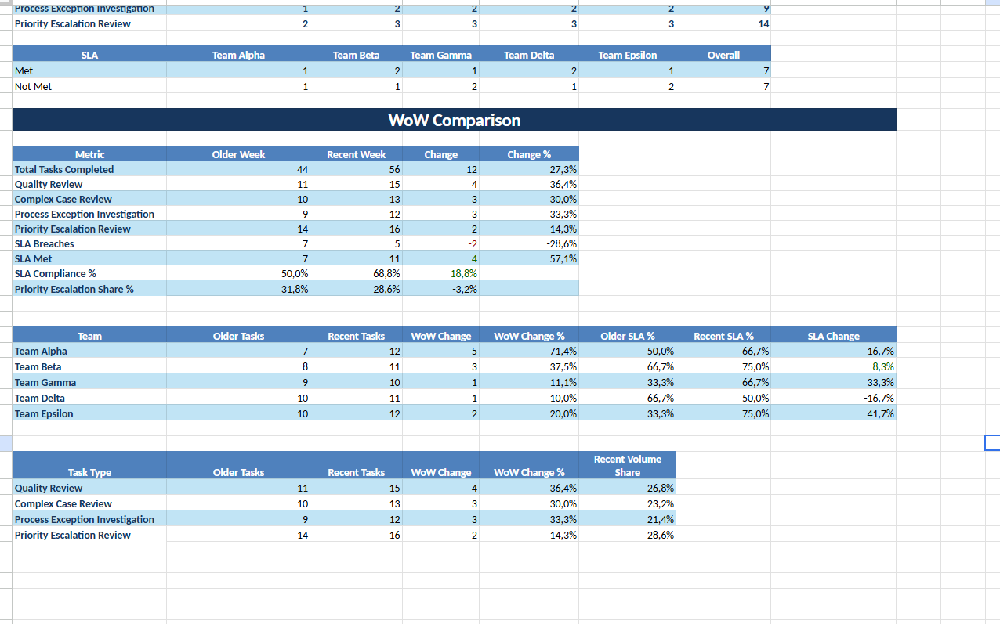 Process Exception Investigation 1 2 2 2 2 9
Priority Escalation Review 2 3 3 3 3 14
SLA Team Alpha Team Beta Team Gamma Team Delta Team Epsilon Overall
Met 1 2 1 2 1 7
Not Met 1 1 2 1 2 7
WoW Comparison
Metric Older Week Recent Week Change Change %
Total Tasks Completed 44 56 12 27,3%
Quality Review 11 15 4 36,4%
Complex Case Review 10 13 3 30,0%
Process Exception Investigation 9 12 3 33,3%
Priority Escalation Review 14 16 2 14,3%
SLA Breaches 7 5 -2 -28,6%
SLA Met 7 11 4 57,1%
SLA Compliance % 50,0% 68,8% 18,8%
Priority Escalation Share % 31,8% 28,6% -3,2%
Team Older Tasks Recent Tasks WoW Change WoW Change % Older SLA % Recent SLA % SLA Change
Team Alpha 7 12 5 71,4% 50,0% 66,7% 16,7%
Team Beta 8 11 3 37,5% 66,7% 75,0% 8,3%
Team Gamma 9 10 1 11,1% 33,3% 66,7% 33,3%
Team Delta 10 11 1 10,0% 66,7% 50,0% -16,7%
Team Epsilon 10 12 2 20,0% 33,3% 75,0% 41,7%
Recent Volume
Task Type Older Tasks Recent Tasks WoW Change WoW Change % Share
Quality Review 11 15 4 36,4% 26,8%
Complex Case Review 10 13 3 30,0% 23,2%
Process Exception Investigation 9 12 3 33,3% 21,4%
Priority Escalation Review 14 16 2 14,3% 28,6%